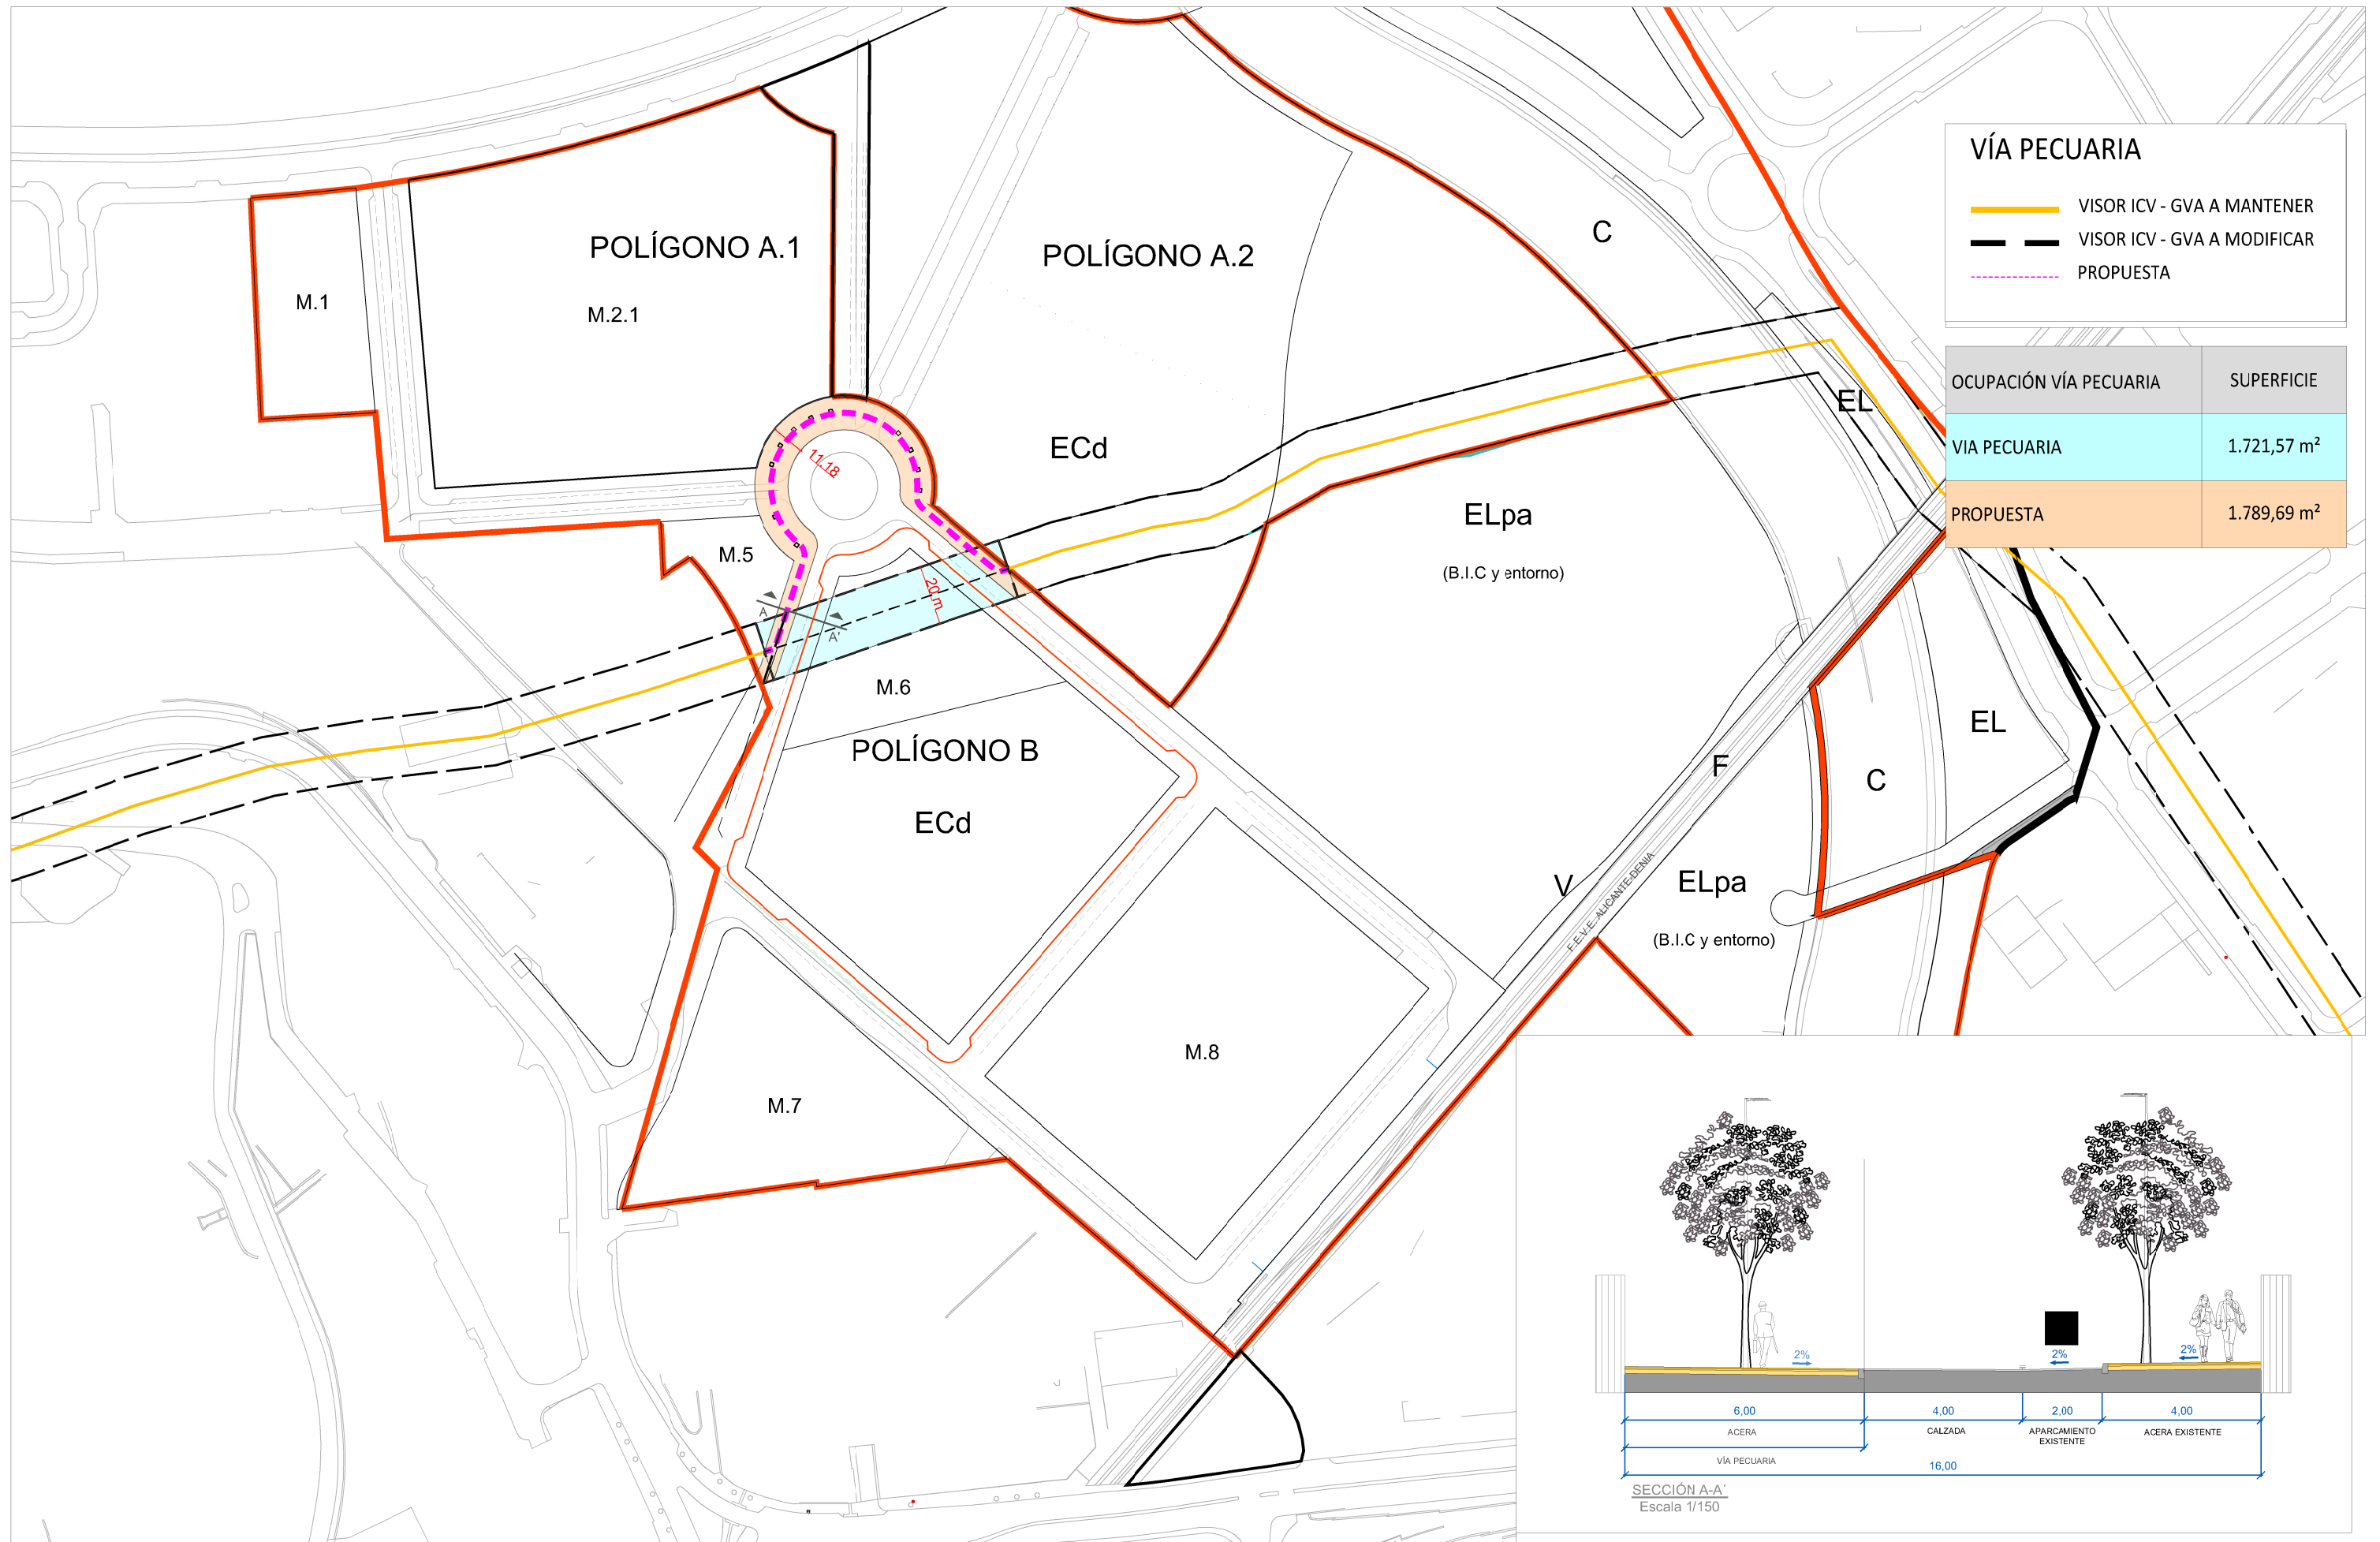 VÍA PECUARIA
VISOR ICV - GVA A MANTENER
VISOR ICV - GVA A MODIFICAR
PROPUESTA
OCUPACIÓN VÍA PECUARIA SUPERFICIE
VIA PECUARIA 1.721,57 m²
PROPUESTA 1.789,69 m²
POLÍGONO A.1
POLÍGONO A.2
C
M.1
M.2.1
EL
ECd
11.18
ELpa
(B.I.C y entorno)
M.5
20 m.
A
A'
M.6
POLÍGONO B
ECd
EL
F
C
V
F.E.V.E. ALICANTE-DENIA
ELpa
(B.I.C y entorno)
M.8
M.7
2%
2%
2%
6,00 4,00 2,00 4,00
ACERA CALZADA APARCAMIENTO EXISTENTE ACERA EXISTENTE
VÍA PECUARIA
16,00
SECCIÓN A-A´
Escala 1/150